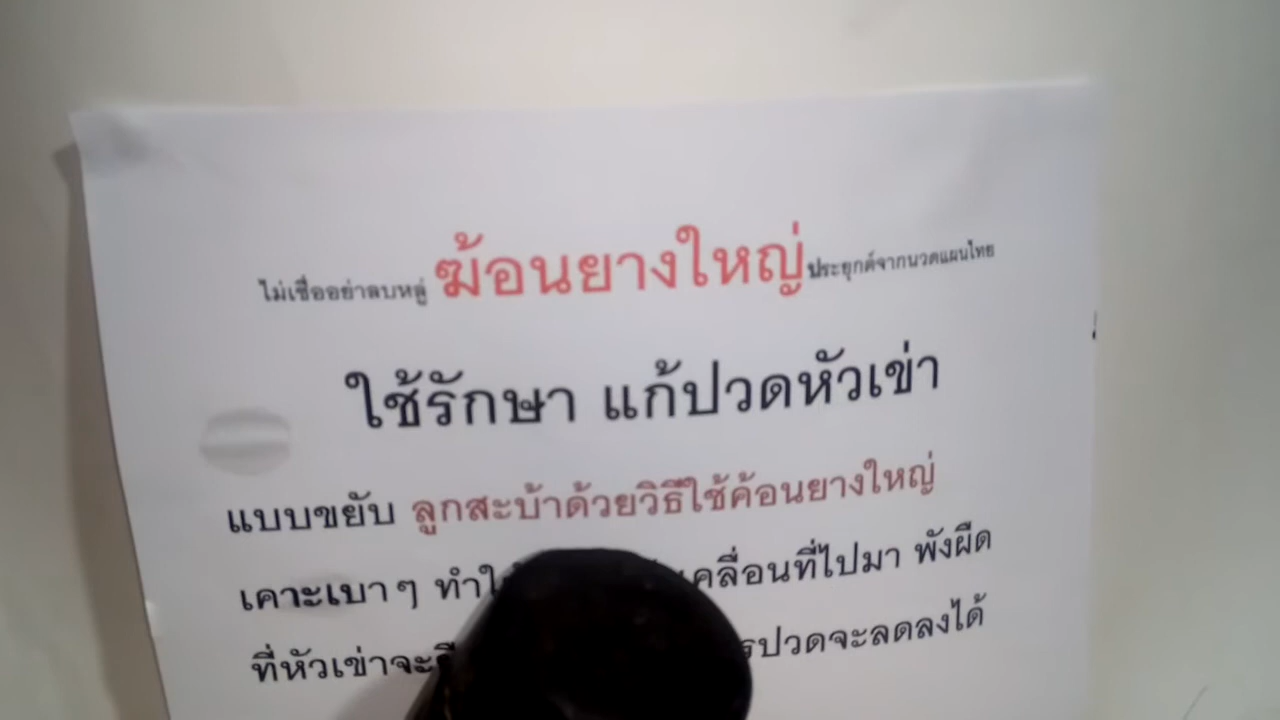 ไม่เชื่ออย่าลบหลู่ ฆ้อนยางใหญ่ประยุกต์จากนวดแผนไทย
ใช้รักษา แก้ปวดหัวเข่า
แบบขยับ ลูกสะบ้าด้วยวิธีใช้ค้อนยางใหญ่
เคาะเบาๆ เคลื่อนที่ไปมา พังผืด
ที่หัวเข่าจะ ปวดจะลดลงได้